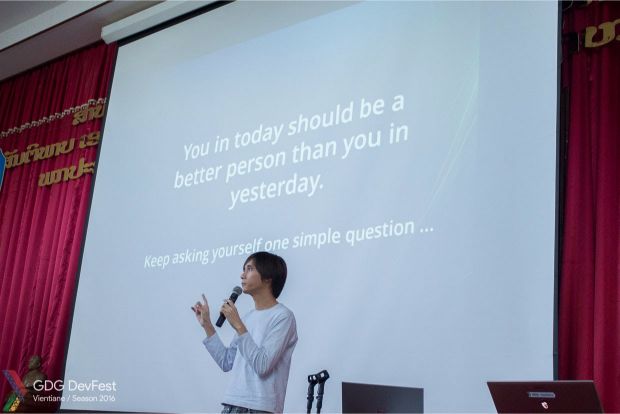 You in today should be a
better person than you in
yesterday.
Keep asking yourself one simple question ...
GDG DevFest
Vientiane / Season 2016